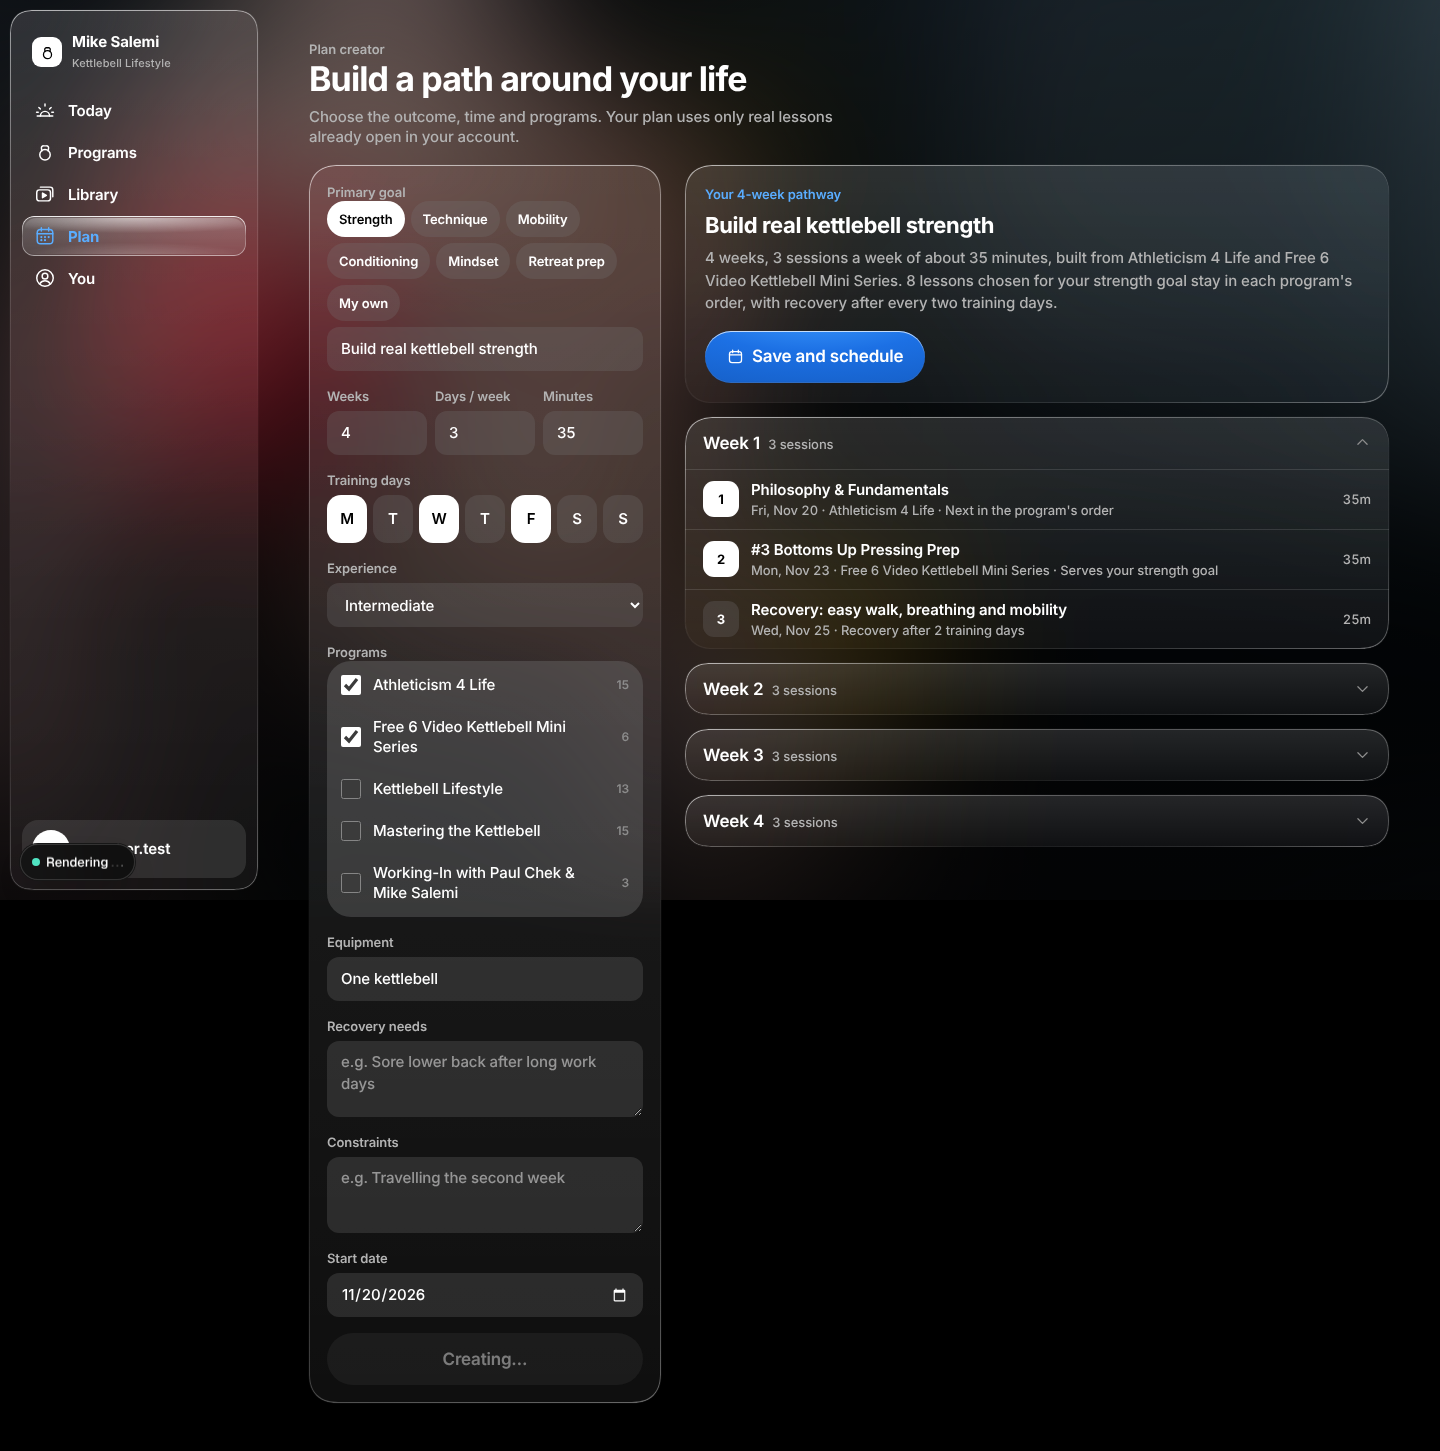 Mike Salemi
Kettlebell Lifestyle
Today
Programs
Library
Plan
You
er.test
Rendering...
Plan creator
Build a path around your life
Choose the outcome, time and programs. Your plan uses only real lessons
already open in your account.
Primary goal
Strength Technique Mobility
Conditioning Mindset Retreat prep
My own
Build real kettlebell strength
Weeks Days / week Minutes
4 3 35
Training days
M T W T F S S
Experience
Intermediate
Programs
Athleticism 4 Life 15
Free 6 Video Kettlebell Mini
Series 6
Kettlebell Lifestyle 13
Mastering the Kettlebell 15
Working-In with Paul Chek &
Mike Salemi 3
Equipment
One kettlebell
Recovery needs
e.g. Sore lower back after long work
days
Constraints
e.g. Travelling the second week
Start date
11/20/2026
Creating...
Your 4-week pathway
Build real kettlebell strength
4 weeks, 3 sessions a week of about 35 minutes, built from Athleticism 4 Life and Free 6
Video Kettlebell Mini Series. 8 lessons chosen for your strength goal stay in each program's
order, with recovery after every two training days.
Save and schedule
Week 1 3 sessions
1 Philosophy & Fundamentals 35m
Fri, Nov 20 · Athleticism 4 Life · Next in the program's order
2 #3 Bottoms Up Pressing Prep 35m
Mon, Nov 23 · Free 6 Video Kettlebell Mini Series · Serves your strength goal
3 Recovery: easy walk, breathing and mobility 25m
Wed, Nov 25 · Recovery after 2 training days
Week 2 3 sessions
Week 3 3 sessions
Week 4 3 sessions